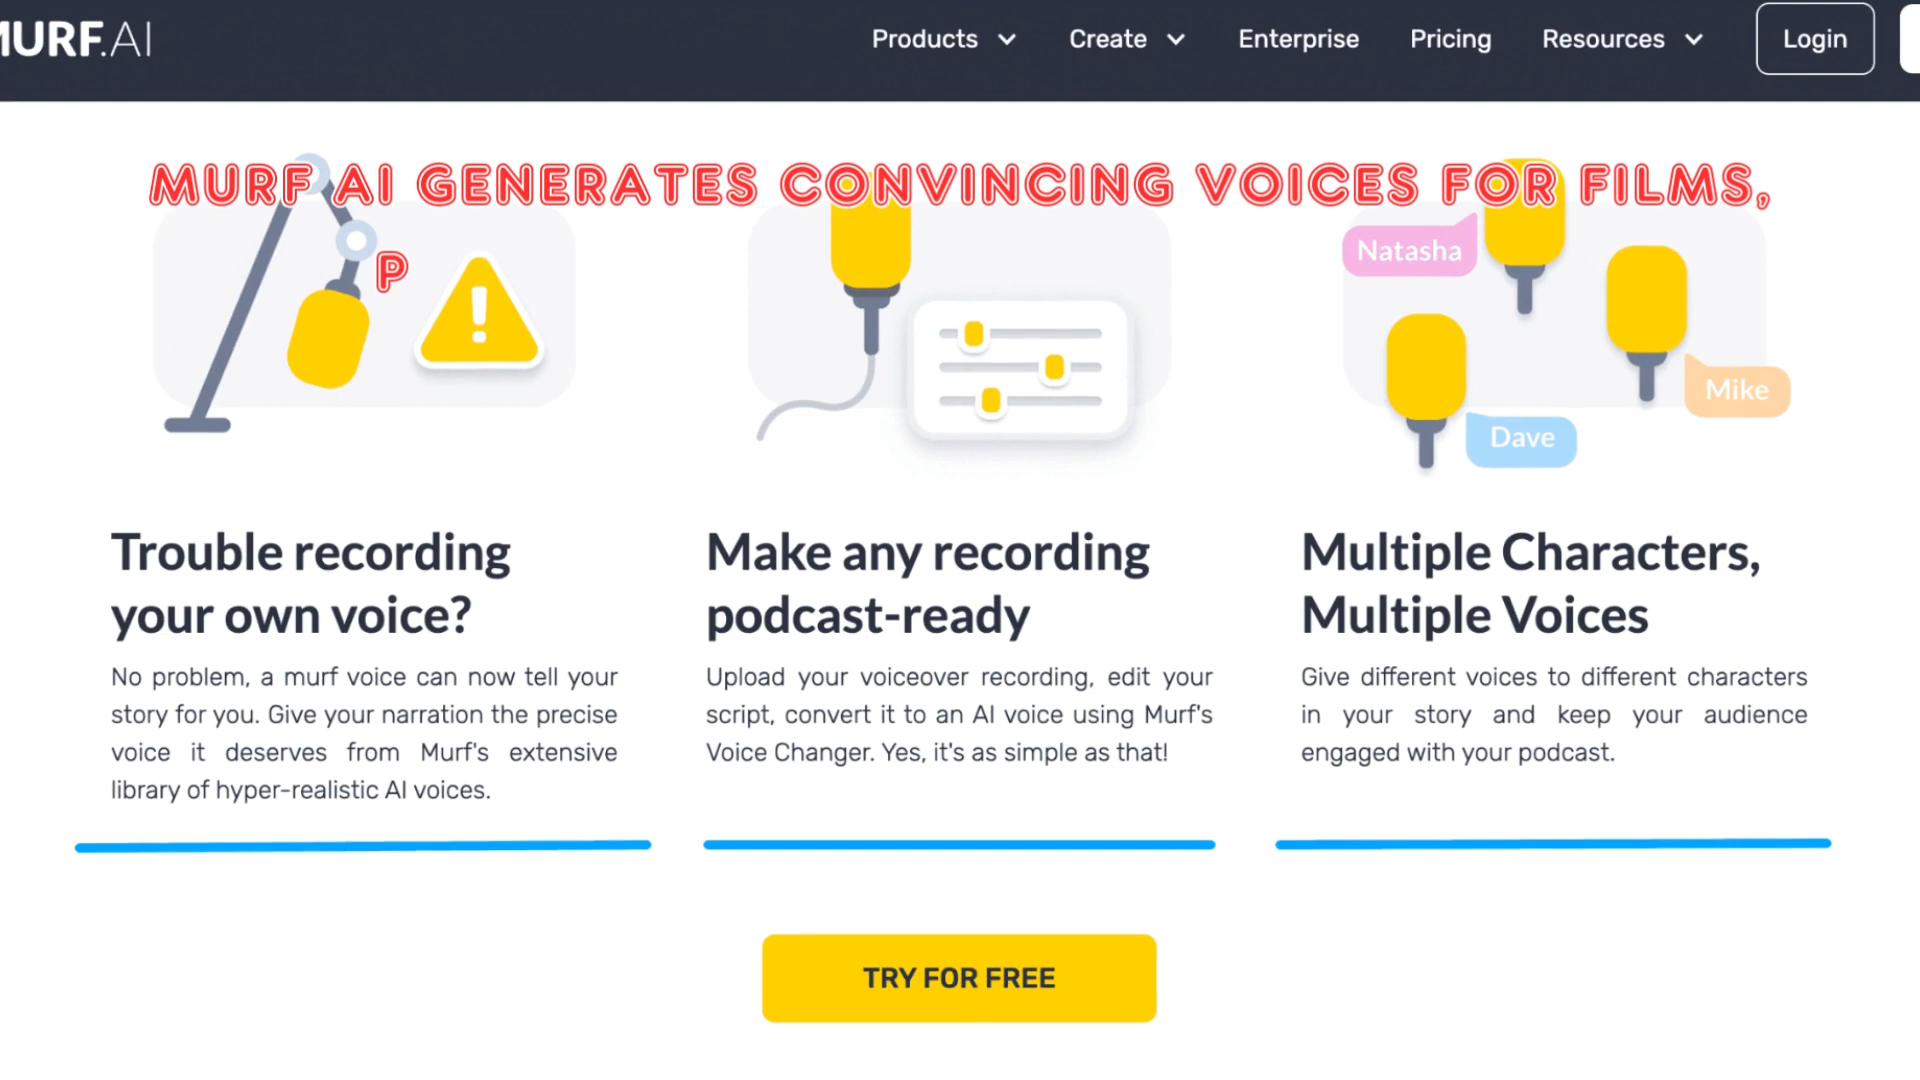 MURF.AI
Products
Create
Enterprise
Pricing
Resources
Login
MURF AI GENERATES CONVINCING VOICES FOR FILMS,
P
!
Natasha
Mike
Dave
Trouble recording
your own voice?
No problem, a murf voice can now tell your
story for you. Give your narration the precise
voice it deserves from Murf's extensive
library of hyper-realistic AI voices.
Make any recording
podcast-ready
Upload your voiceover recording, edit your
script, convert it to an AI voice using Murf's
Voice Changer. Yes, it's as simple as that!
Multiple Characters,
Multiple Voices
Give different voices to different characters
in your story and keep your audience
engaged with your podcast.
TRY FOR FREE